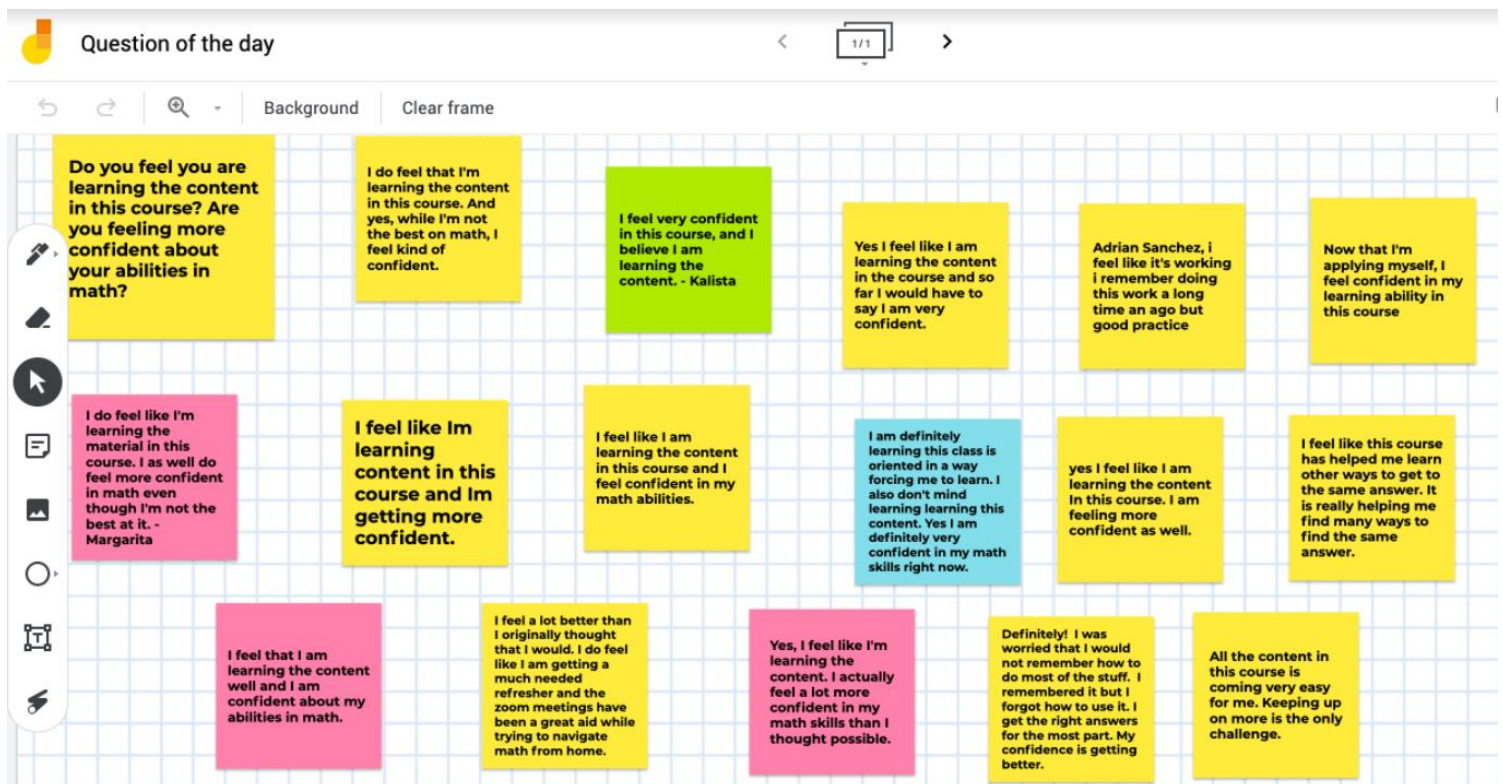 Question of the day
1/1
Background
Clear frame
Do you feel you are
learning the content
in this course? Are
you feeling more
confident about
your abilities in
math?
I do feel that I'm
learning the content
in this course. And
yes, while I'm not
the best on math, I
feel kind of
confident.
I feel very confident
in this course, and I
believe I am
learning the
content. - Kalista
Yes I feel like I am
learning the content
in the course and so
far I would have to
say I am very
confident.
Adrian Sanchez, i
feel like it's working
i remember doing
this work a long
time an ago but
good practice
Now that I'm
applying myself, I
feel confident in my
learning ability in
this course
I do feel like I'm
learning the
material in this
course. I as well do
feel more confident
in math even
though I'm not the
best at it. -
Margarita
I feel like Im
learning
content in this
course and Im
getting more
confident.
I feel like I am
learning the content
in this course and I
feel confident in my
math abilities.
I am definitely
learning this class is
oriented in a way
forcing me to learn. I
also don't mind
learning learning this
content. Yes I am
definitely very
confident in my math
skills right now.
yes I feel like I am
learning the content
In this course. I am
feeling more
confident as well.
I feel like this course
has helped me learn
other ways to get to
the same answer. It
is really helping me
find many ways to
find the same
answer.
I feel that I am
learning the content
well and I am
confident about my
abilities in math.
I feel a lot better than
I originally thought
that I would. I do feel
like I am getting a
much needed
refresher and the
zoom meetings have
been a great aid while
trying to navigate
math from home.
Yes, I feel like I'm
learning the
content. I actually
feel a lot more
confident in my
math skills than I
thought possible.
Definitely! I was
worried that I would
not remember how to
do most of the stuff. I
remembered it but I
forgot how to use it. I
get the right answers
for the most part. My
confidence is getting
better.
All the content in
this course is
coming very easy
for me. Keeping up
on more is the only
challenge.